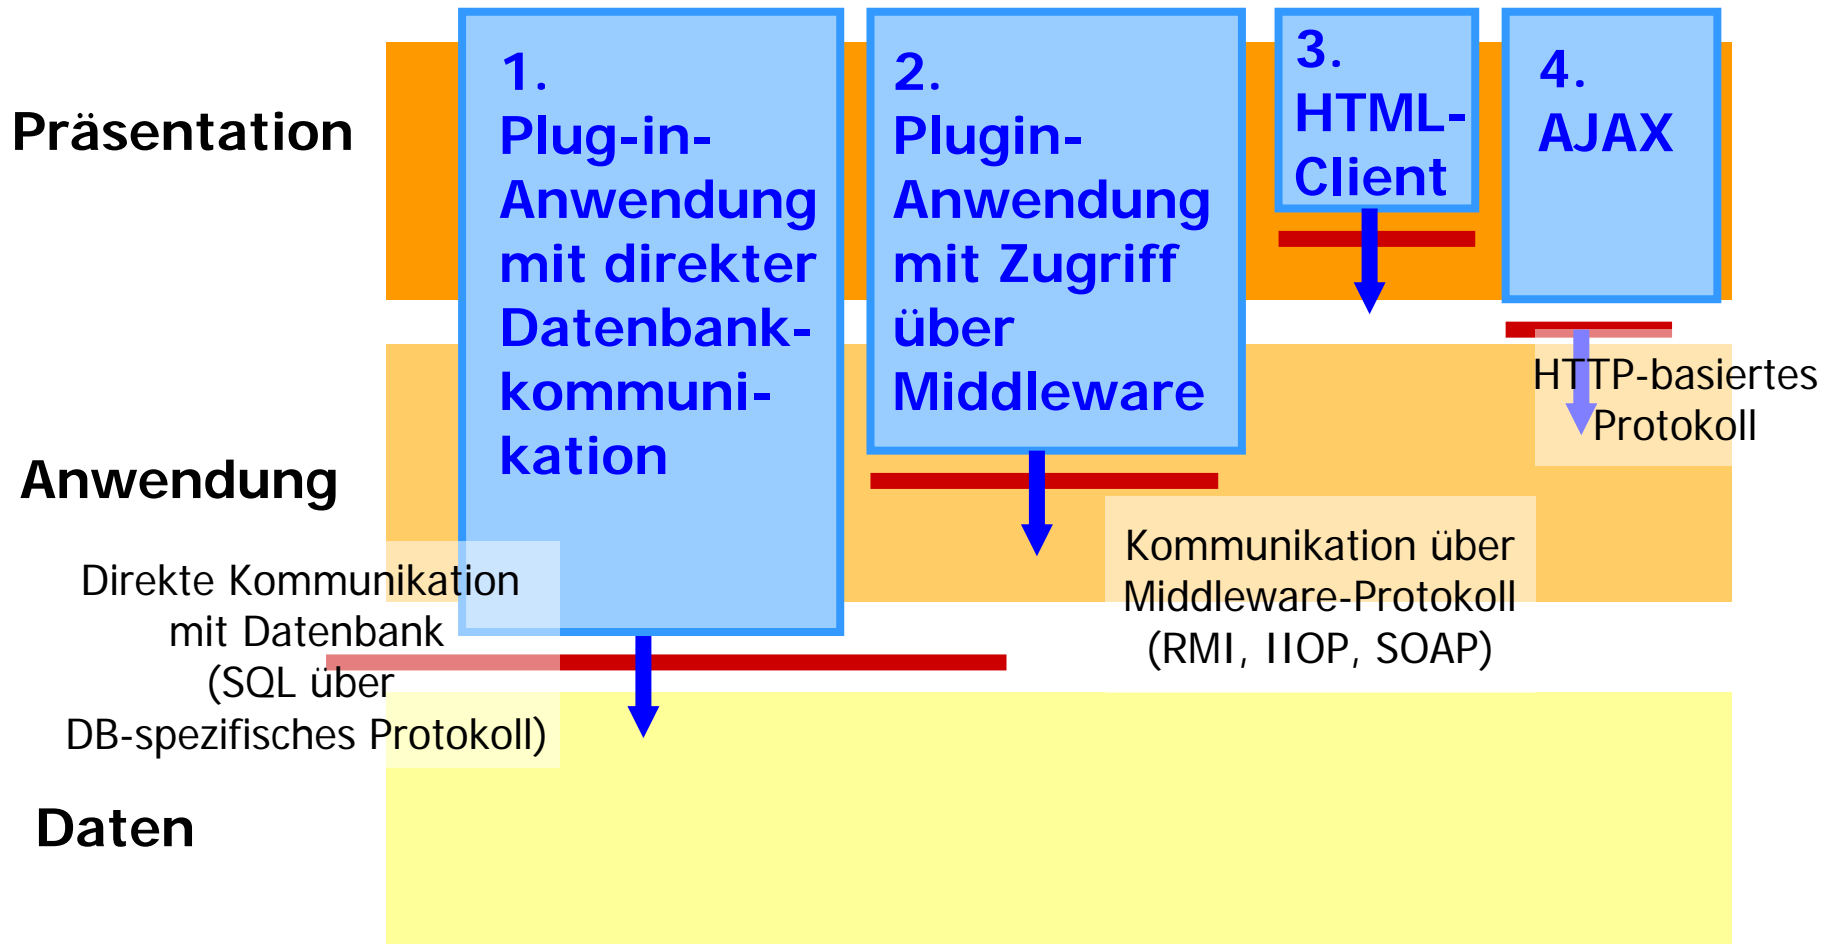 Präsentation
1.
Plug-in-
Anwendung
mit direkter
Datenbank-
kommuni-
kation
2.
Plugin-
Anwendung
mit Zugriff
über
Middleware
3.
HTML-
Client
4.
AJAX
HTTP-basiertes
Protokoll
Anwendung
Kommunikation über
Middleware-Protokoll
(RMI, IIOP, SOAP)
Direkte Kommunikation
mit Datenbank
(SQL über
DB-spezifisches Protokoll)
Daten